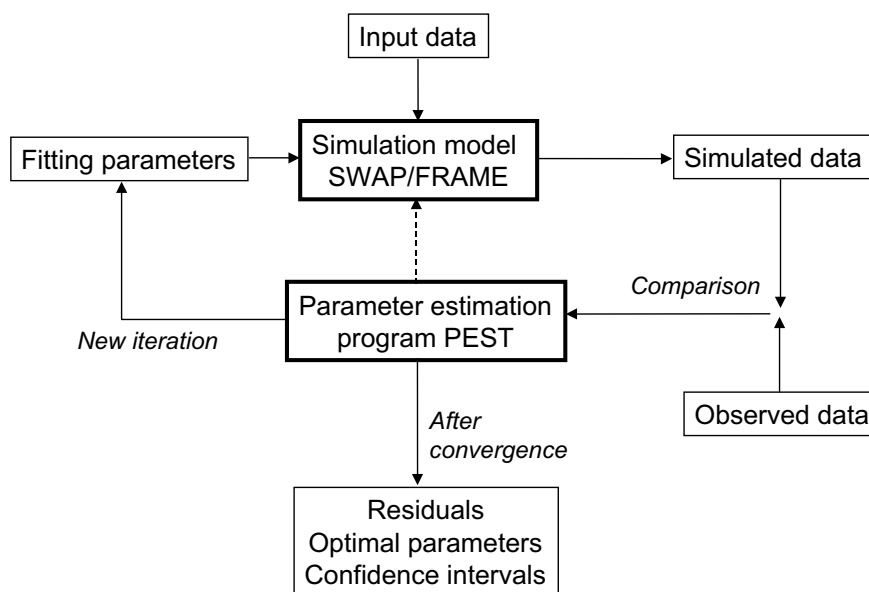 Input data
Fitting parameters
Simulation model
SWAP/FRAME
Simulated data
Comparison
Parameter estimation
program PEST
New iteration
Observed data
After
convergence
Residuals
Optimal parameters
Confidence intervals